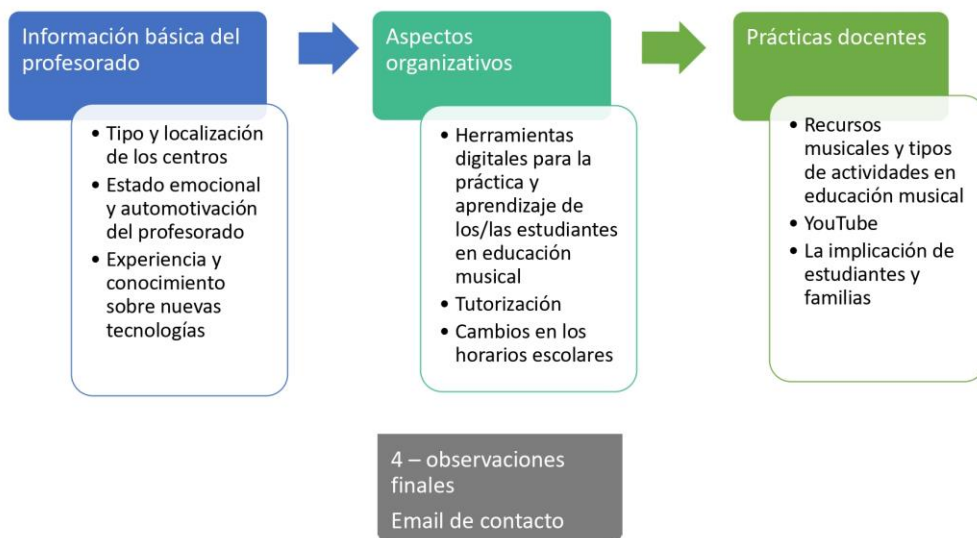 Información básica del
profesorado
• Tipo y localización
de los centros
• Estado emocional
y automotivación
del profesorado
• Experiencia y
conocimiento
sobre nuevas
tecnologías
Aspectos
organizativos
• Herramientas
digitales para la
práctica y
aprendizaje de
los/las estudiantes
en educación
musical
• Tutorización
• Cambios en los
horarios escolares
Prácticas docentes
• Recursos
musicales y tipos
de actividades en
educación musical
• YouTube
• La implicación de
estudiantes y
familias
4 – observaciones
finales
Email de contacto